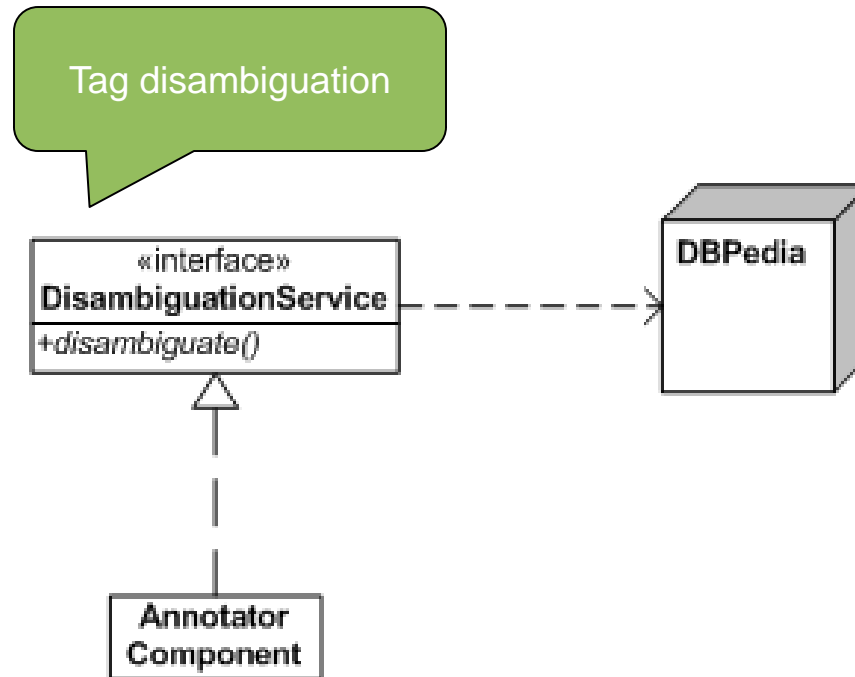 Tag disambiguation
«interface»
DisambiguationService
+disambiguate()
DBPedia
Annotator
Component